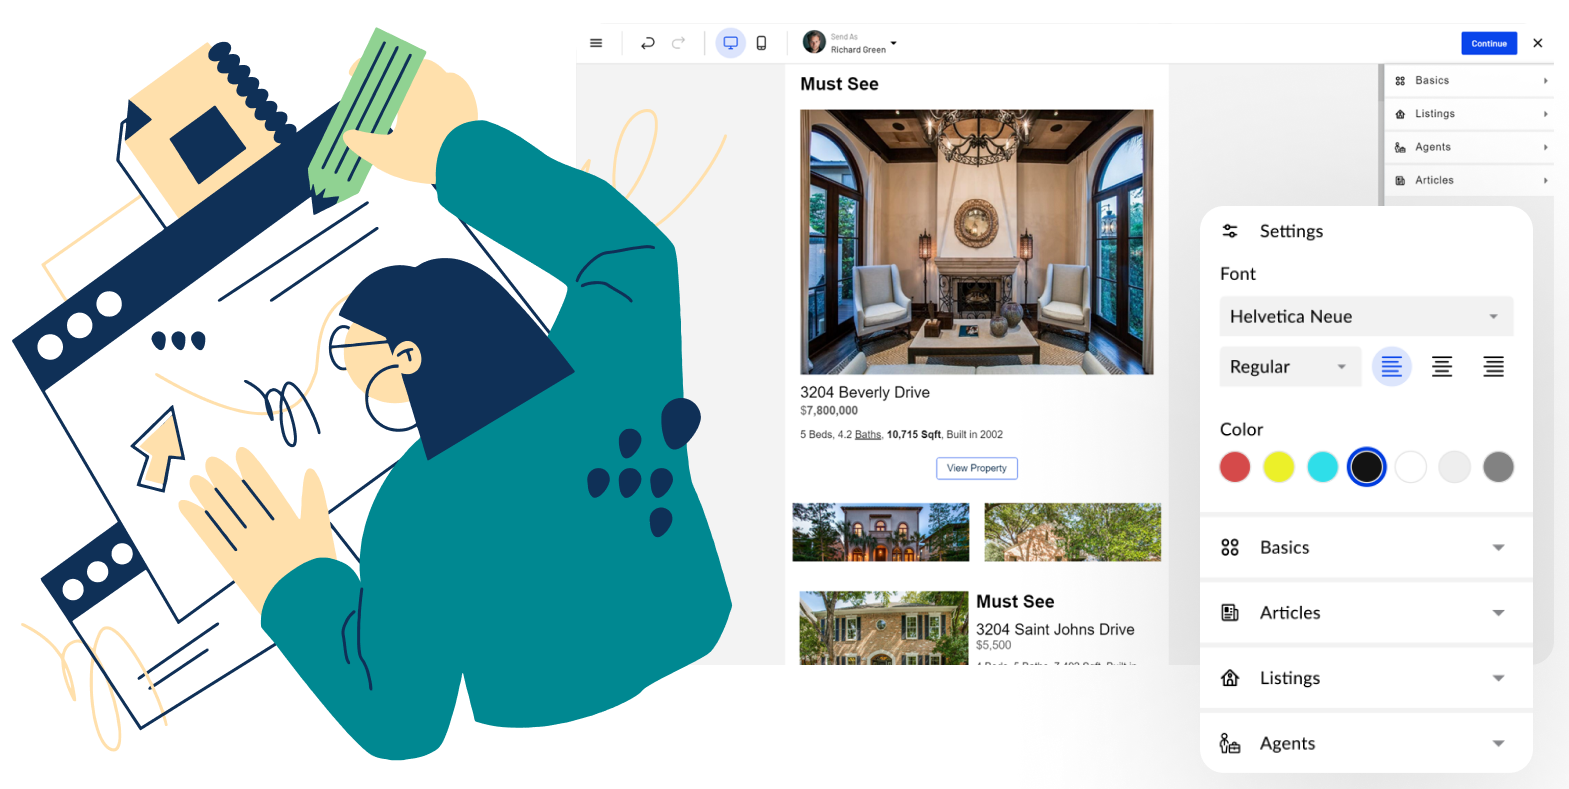 Send As
Richard Green
Continue
Must See
3204 Beverly Drive
$7,800,000
5 Beds, 4.2 Baths, 10,715 Sqft, Built in 2002
View Property
Must See
3204 Saint Johns Drive
$5,500
Basics
Listings
Agents
Articles
Settings
Font
Helvetica Neue
Regular
Color
Basics
Articles
Listings
Agents